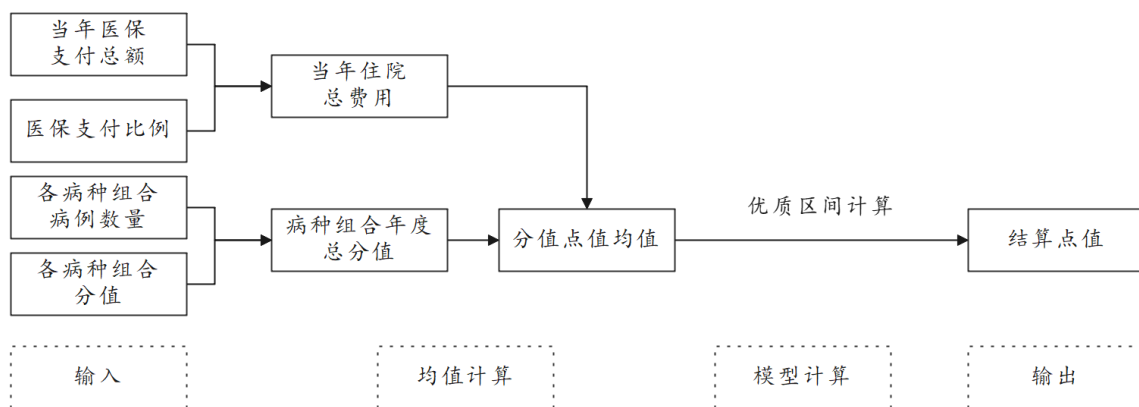 当年医保
支付总额
医保支付比例
当年住院
总费用
各病种组合
病例数量
各病种组合
分值
病种组合年度
总分值
分值点值均值
优质区间计算
结算点值
输入
均值计算
模型计算
输出